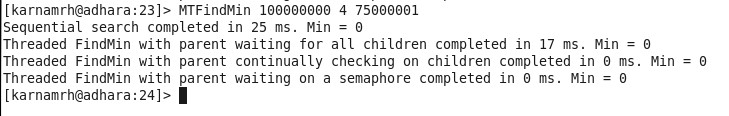 [karnamrh@adhara:23]> MTFindMin 100000000 4 75000001
Sequential search completed in 25 ms. Min = 0
Threaded FindMin with parent waiting for all children completed in 17 ms. Min = 0
Threaded FindMin with parent continually checking on children completed in 0 ms. Min = 0
Threaded FindMin with parent waiting on a semaphore completed in 0 ms. Min = 0
[karnamrh@adhara:24]>